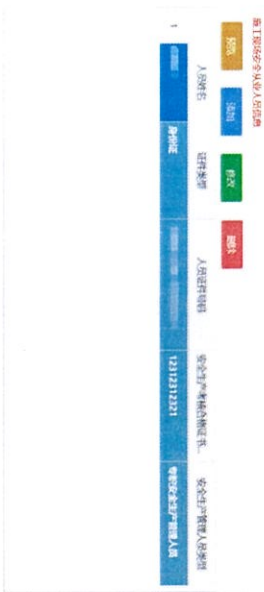 施工现场安全从业人员信息
预览 添加 修改 删除
人员姓名 证件类型 人员证件号码 安全生产考核合格证书... 安全生产管理人员类型
1 身份证 12312312321 专职安全生产管理人员